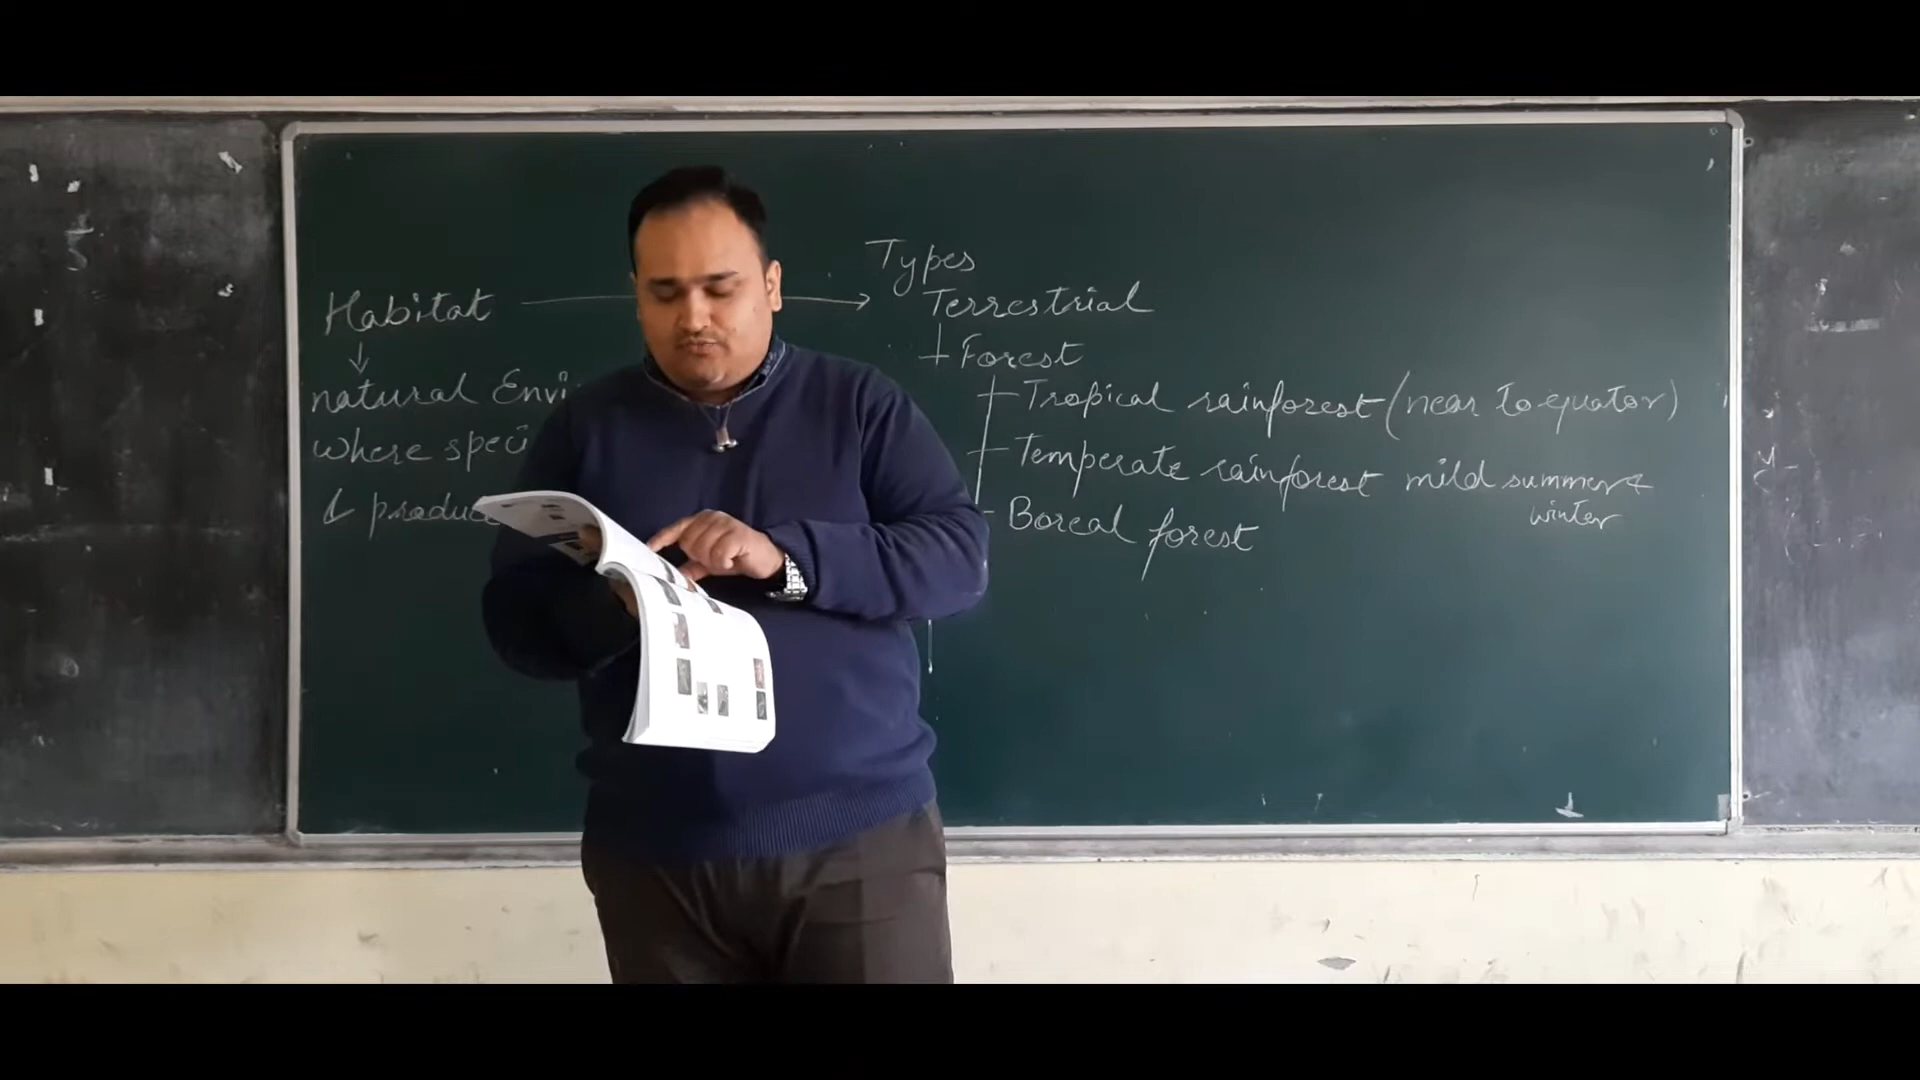 Habitat
natural Envi
where speci
& produce
Types
Terrestrial
Forest
Tropical rainforest (near to equator)
Temperate rainforest mild summer &
winter
Boreal forest